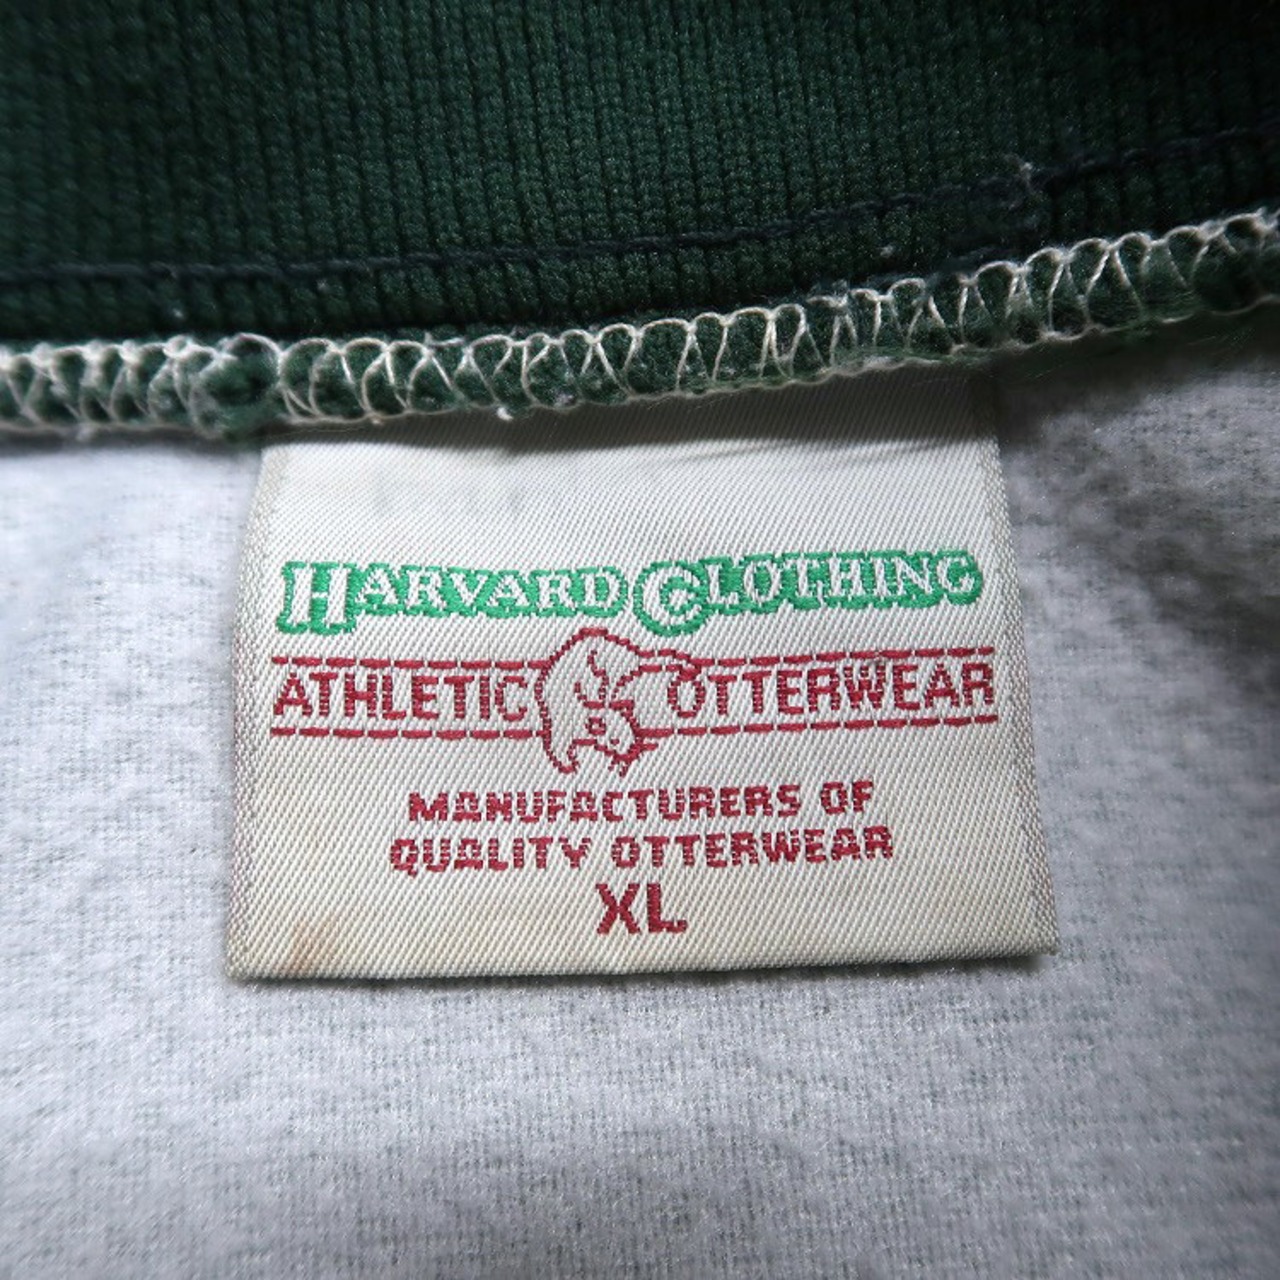 HARVARD CLOTHING
ATHLETIC OTTERWEAR
MANUFACTURERS OF
QUALITY OTTERWEAR
XL